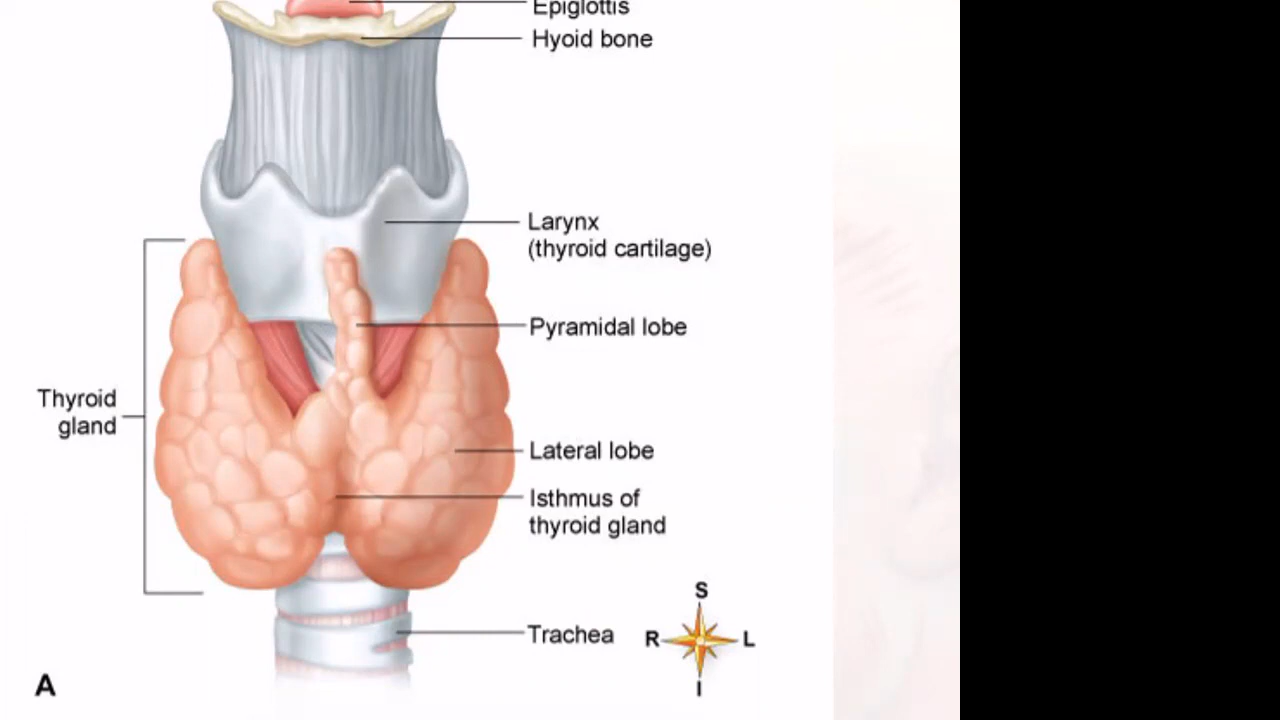 Epiglottis
Hyoid bone
Larynx
(thyroid cartilage)
Pyramidal lobe
Thyroid
gland
Lateral lobe
Isthmus of
thyroid gland
S
Trachea
R L
I
A